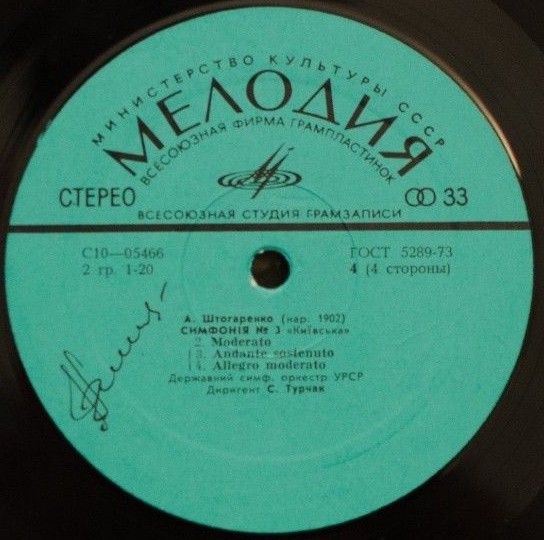 МИНИСТЕРСТВО КУЛЬТУРЫ СССР
МЕЛОДИЯ
ВСЕСОЮЗНАЯ ФИРМА ГРАМПЛАСТИНОК
СТЕРЕО
33
ВСЕСОЮЗНАЯ СТУДИЯ ГРАМЗАПИСИ
С10—05466
ГОСТ 5289-73
2 гр. 1-20
4 (4 стороны)
А. Штогаренко (нар. 1902)
СИМФОНІЯ № 3 «Київська»
2. Moderato
3. Andante sostenuto
4. Allegro moderato
Державний симф. оркестр УРСР
Диригент С. Турчак